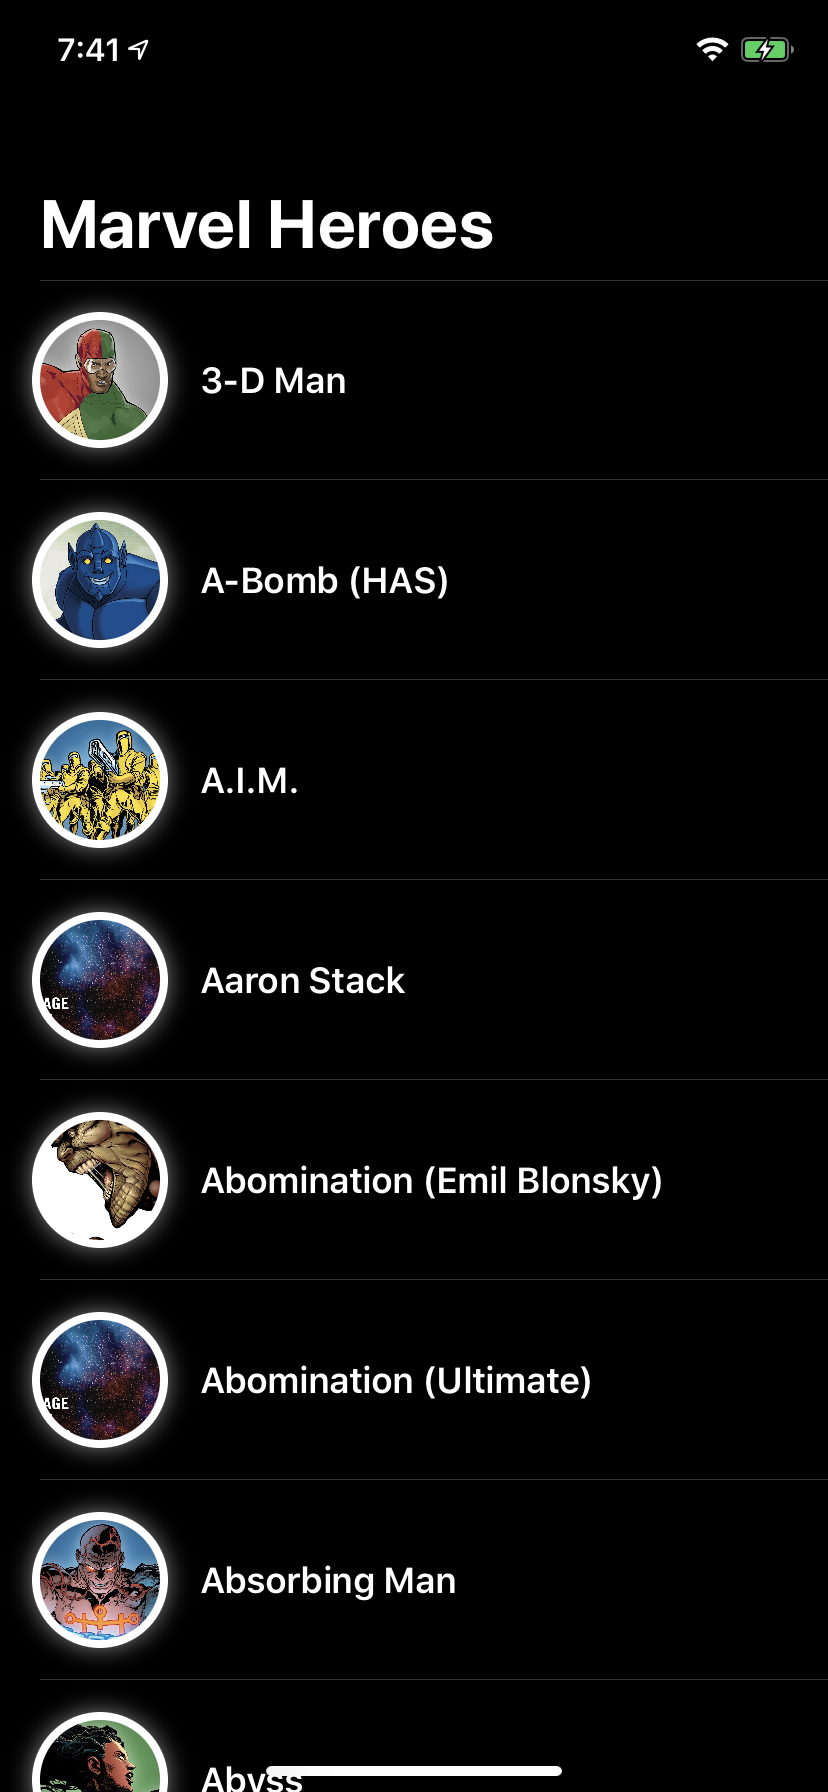 7:41
Marvel Heroes
3-D Man
A-Bomb (HAS)
A.I.M.
AGE
Aaron Stack
Abomination (Emil Blonsky)
AGE
Abomination (Ultimate)
Absorbing Man
Abyss